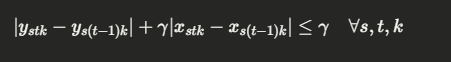 |y_{stk} − y_{s(t−1)k}| + γ|x_{stk} − x_{s(t−1)k}| ≤ γ  ∀s, t, k